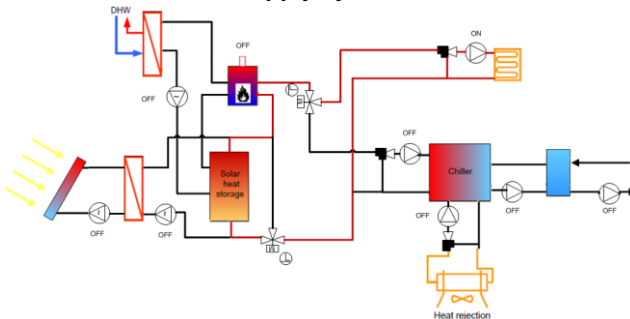 DHW
OFF
ON
OFF
OFF
Solar
heat
storage
Chiller
OFF
OFF
OFF
OFF
OFF
Heat rejection